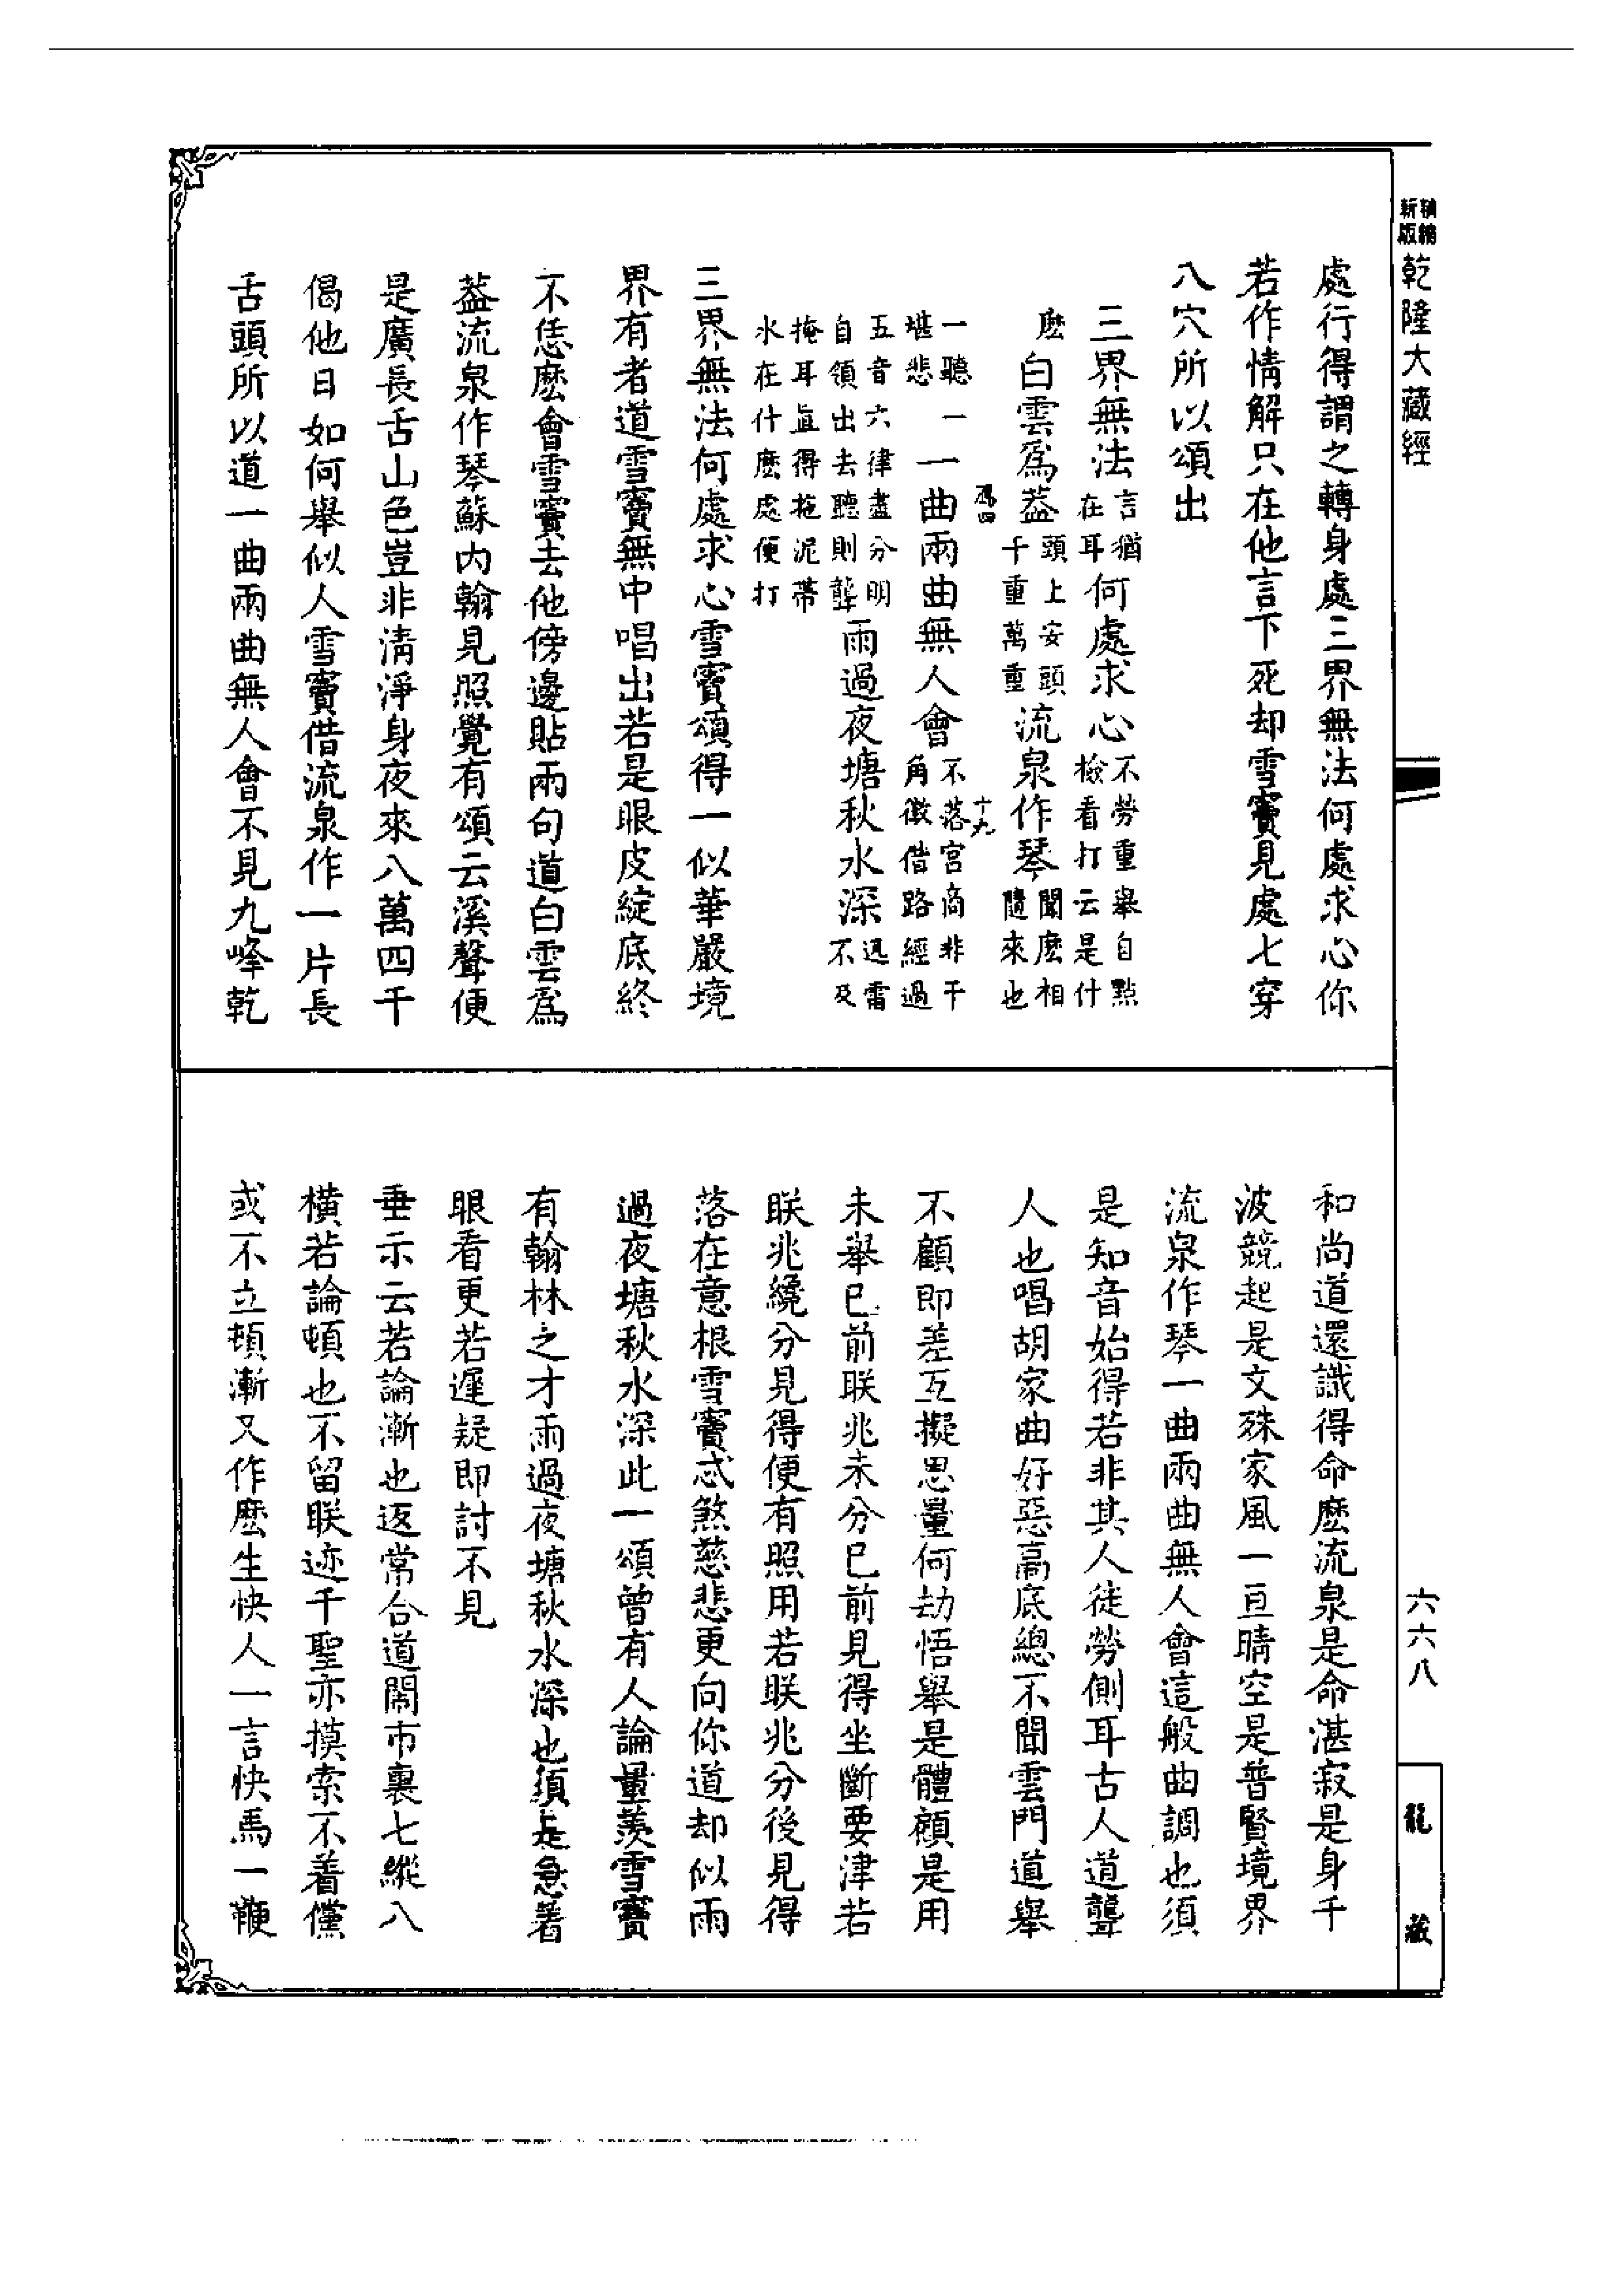 精縮新版
乾隆大藏經
處行得謂之轉身處三界無法何處求心你
若作情解只在他言下死却雪竇見處七穿
八穴所以頌出
三界無法言猶在耳何處求心不勞重舉自點檢看打云是什
麽白雲爲葢頭上安頭千重萬重流泉作琴聞麽相隨來也
四 十九
一聽一堪悲一曲兩曲無人會不落宮商非干角徵借路經過
五音六律盡分明自領出去聽則聾雨過夜塘秋水深迅雷不及
掩耳直得拖泥帶水在什麽處便打
三界無法何處求心雪竇頌得一似華嚴境
界有者道雪竇無中唱出若是眼皮綻底終
不恁麽會雪竇去他傍邊貼兩句道白雲爲
葢流泉作琴蘇內翰見照覺有頌云溪聲便
是廣長舌山色豈非清淨身夜來八萬四千
偈他日如何舉似人雪竇借流泉作一片長
舌頭所以道一曲兩曲無人會不見九峰乾
和尚道還識得命麽流泉是命湛寂是身千
波競起是文殊家風一亘晴空是普賢境界
流泉作琴一曲兩曲無人會這般曲調也須
是知音始得若非其人徒勞側耳古人道聾
人也唱胡家曲好惡高底總不聞雲門道舉
不顧即差互擬思量何劫悟舉是體顧是用
未舉已前朕兆未分已前見得坐斷要津若
朕兆纔分見得便有照用若朕兆分後見得
落在意根雪竇忒煞慈悲更向你道却似雨
過夜塘秋水深此一頌曾有人論量羨雪竇
有翰林之才雨過夜塘秋水深也須是急著
眼看更若遲疑即討不見
垂示云若論漸也返常合道鬧市裏七縱八
橫若論頓也不留朕迹千聖亦摸索不着儻
或不立頓漸又作麽生快人一言快馬一鞭
六六八
龍藏